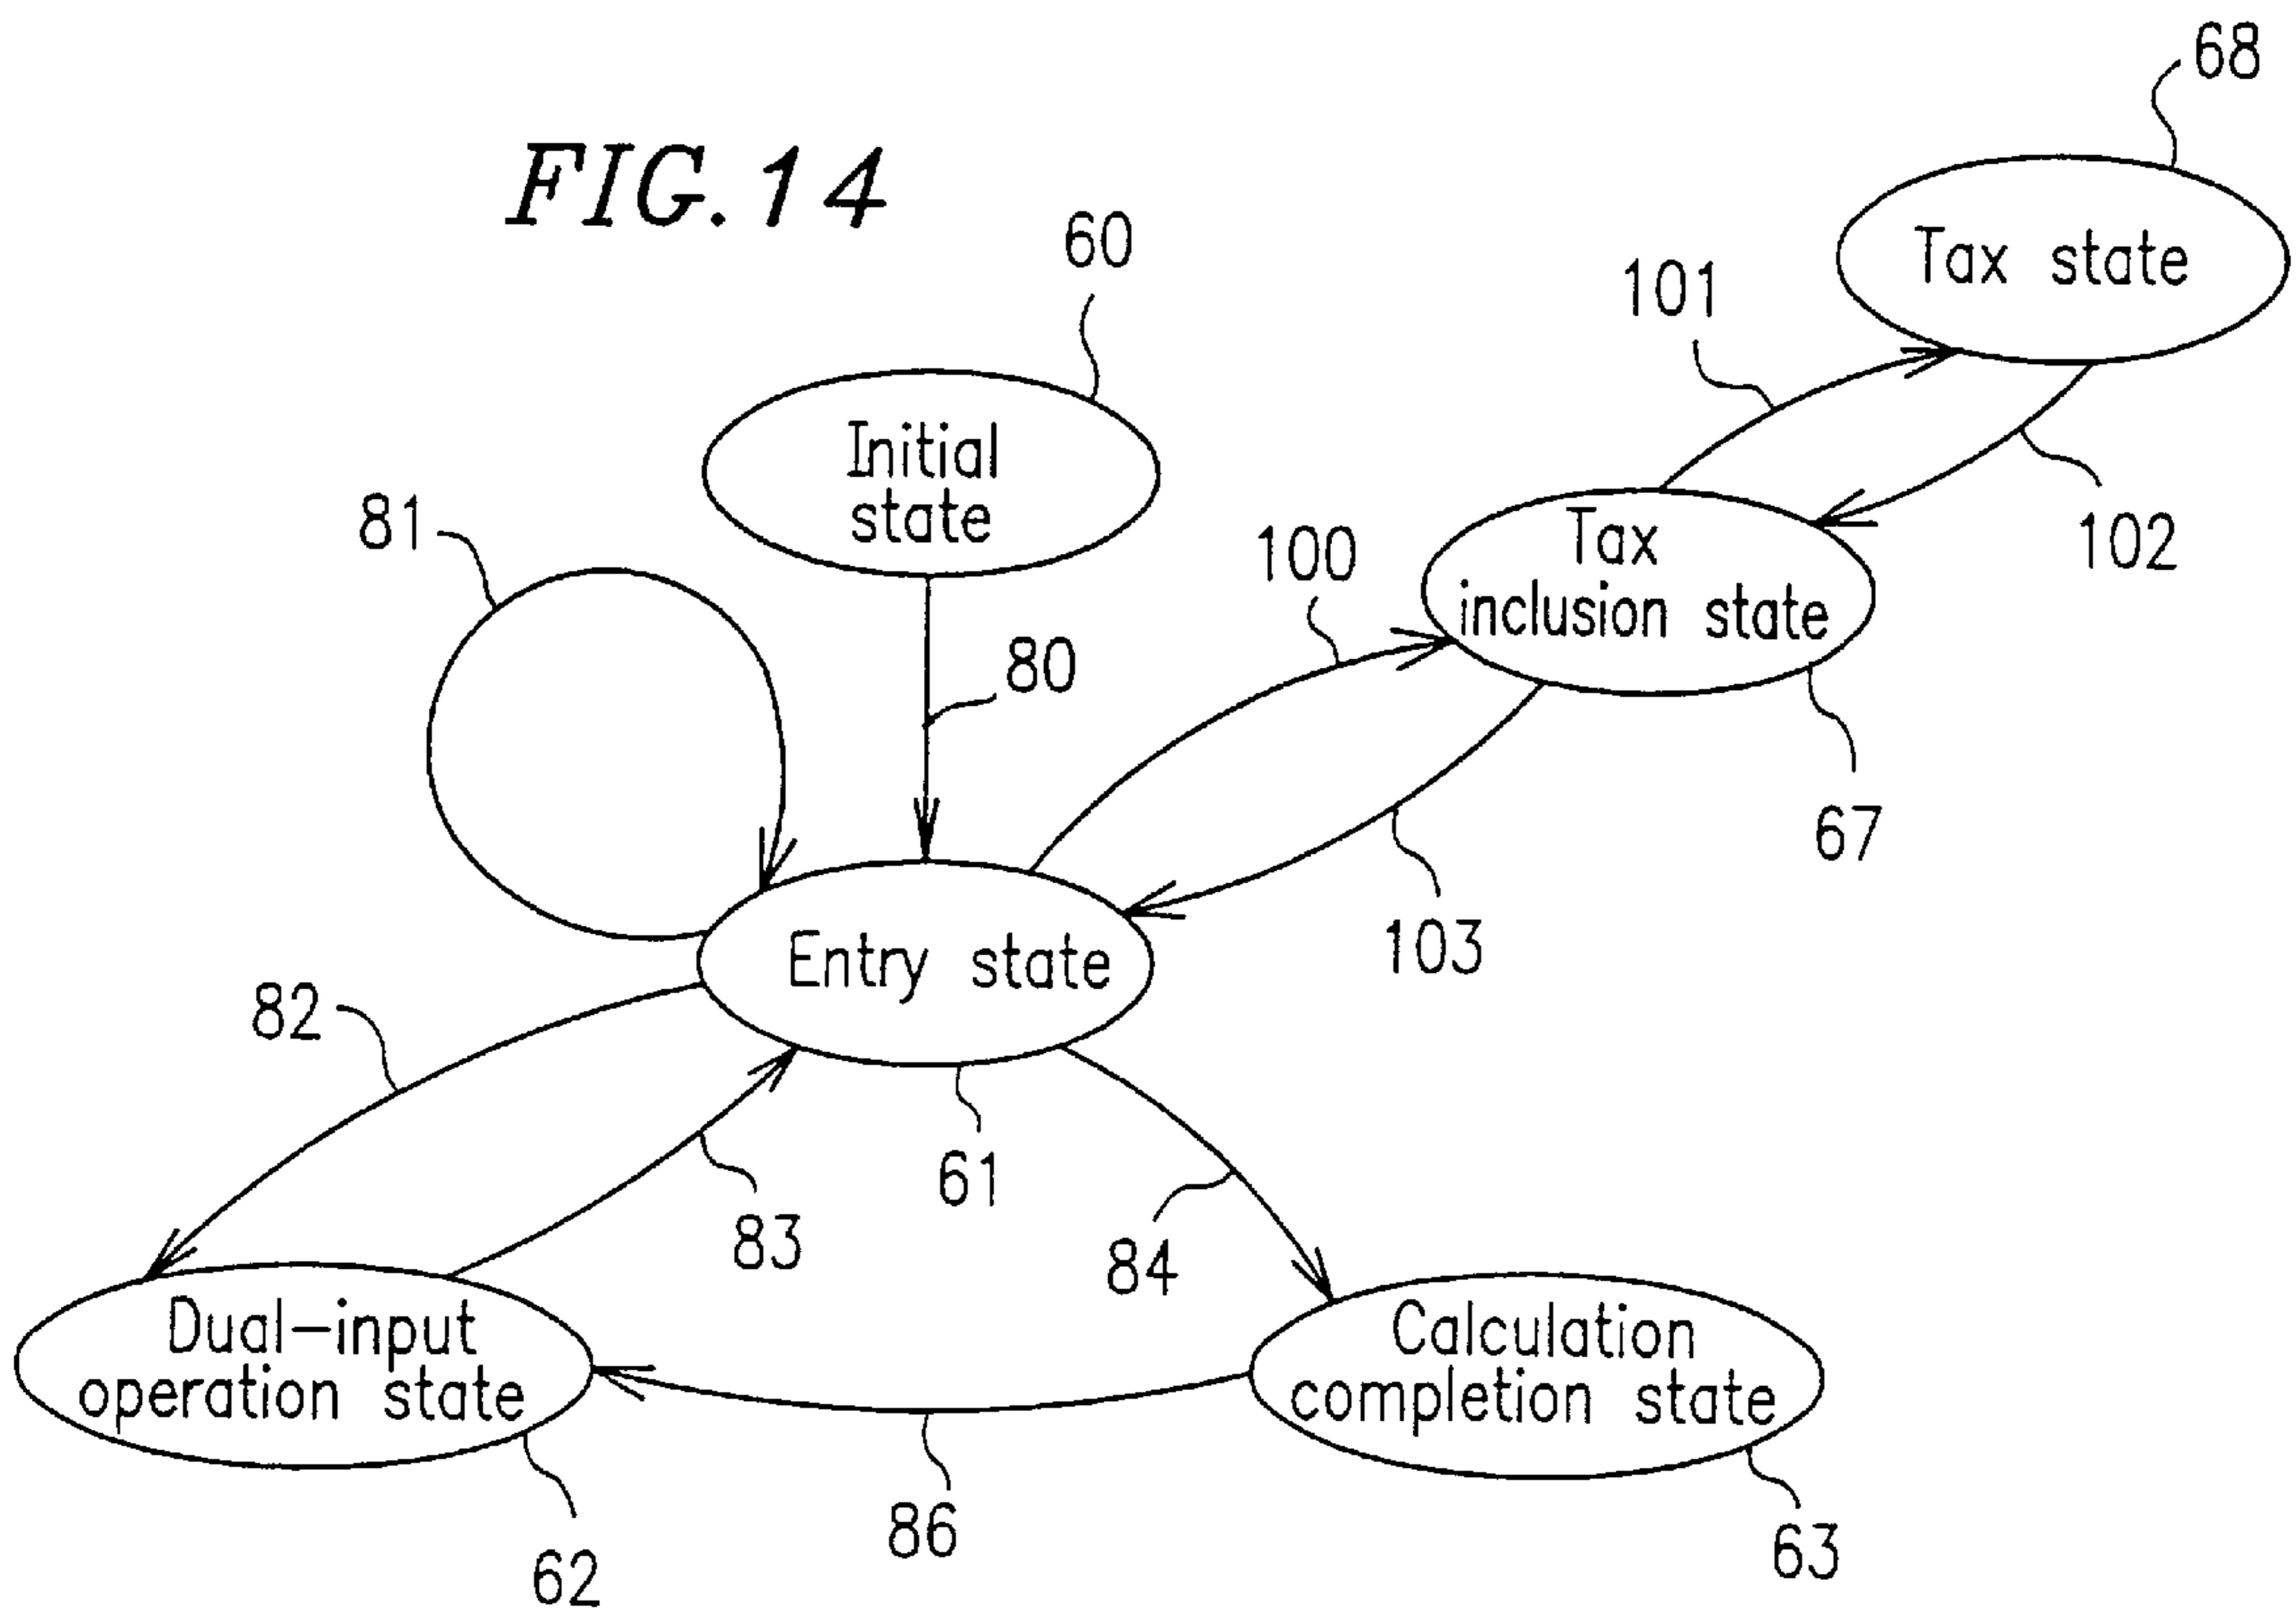 68
FIG.14
60
Tax state
101
Initial
state
81
102
100
Tax
inclusion state
80
67
103
Entry state
82
61
83
84
Dual-input
operation state
Calculation
completion state
86
62
63